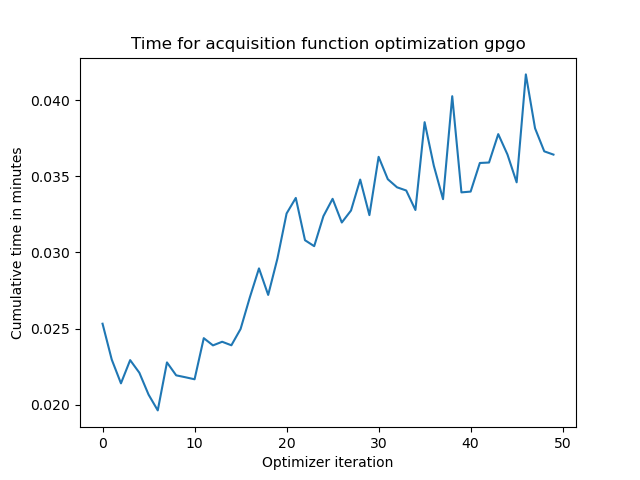 Time for acquisition function optimization gpgo
Cumulative time in minutes
0.040
0.035
0.030
0.025
0.020
0 10 20 30 40 50
Optimizer iteration